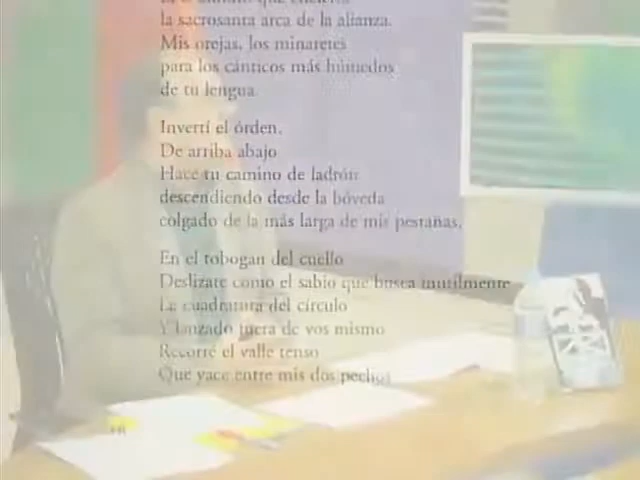 la sacrosanta arca de la alianza.
Mis orejas, los minaretes
para los cánticos más húmedos
de tu lengua.
Invertí el órden,
De arriba abajo
Hacé tu camino de ladrón
descendiendo desde la bóveda
colgado de la más larga de mis pestañas,
En el tobogan del cuello
Deslizate como el sabio que busca inutilmente
La cuadratura del círculo
Y lanzado fuera de vos mismo
Recorré el valle tenso
Que yace entre mis dos pechos